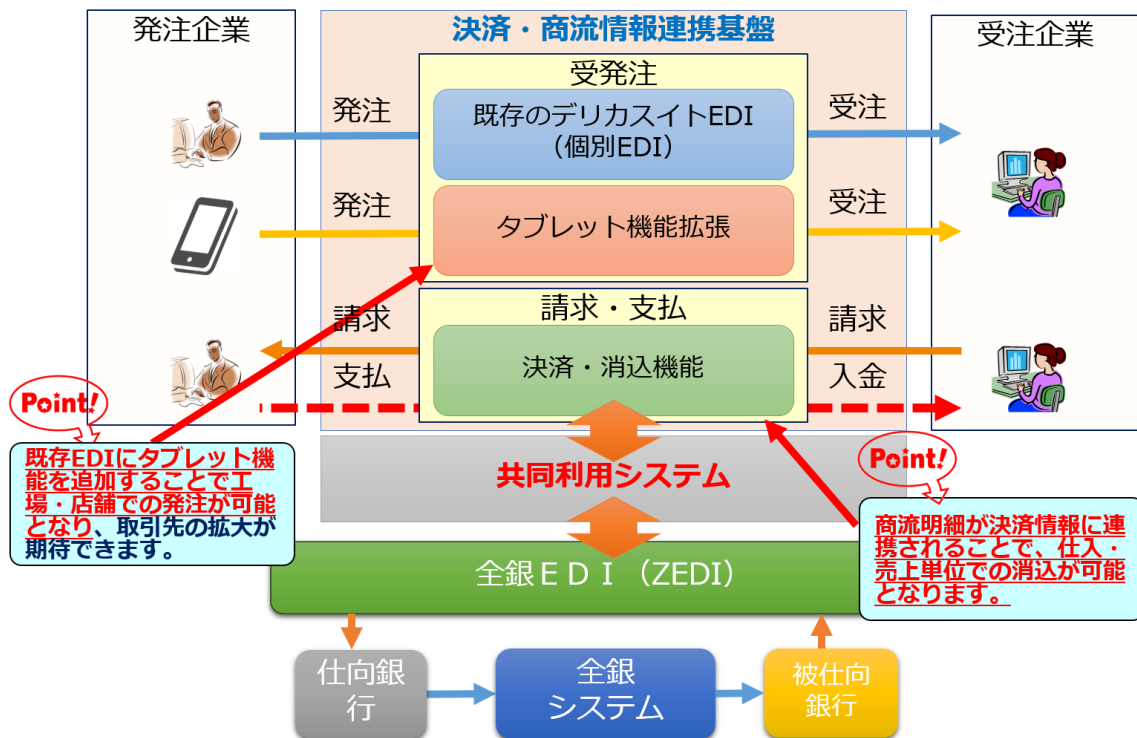 発注企業
決済・商流情報連携基盤
受注企業
受発注
発注
既存のデリカスイトEDI
（個別EDI）
受注
発注
タブレット機能拡張
受注
請求・支払
請求
支払
決済・消込機能
請求
入金
Point!
既存EDIにタブレット機
能を追加することで工
場・店舗での発注が可能
となり、取引先の拡大が
期待できます。
共同利用システム
Point!
商流明細が決済情報に連
携されることで、仕入・
売上単位での消込が可能
となります。
全銀ＥＤＩ（ZEDI）
仕向銀
行
全銀
システム
被仕向
銀行